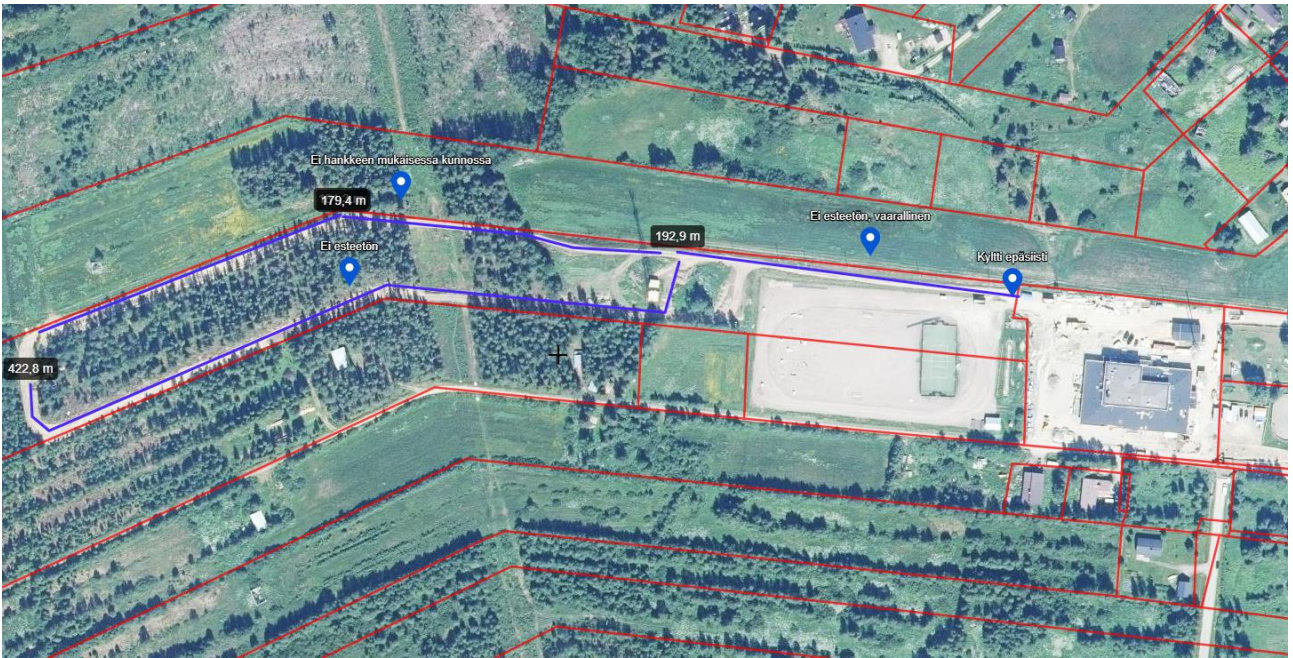 Ei hankkeen mukaisessa kunnossa
179,4 m
Ei esteetön, vaarallinen
192,9 m
Ei esteetön
Kyltti epäsiisti
422,8 m